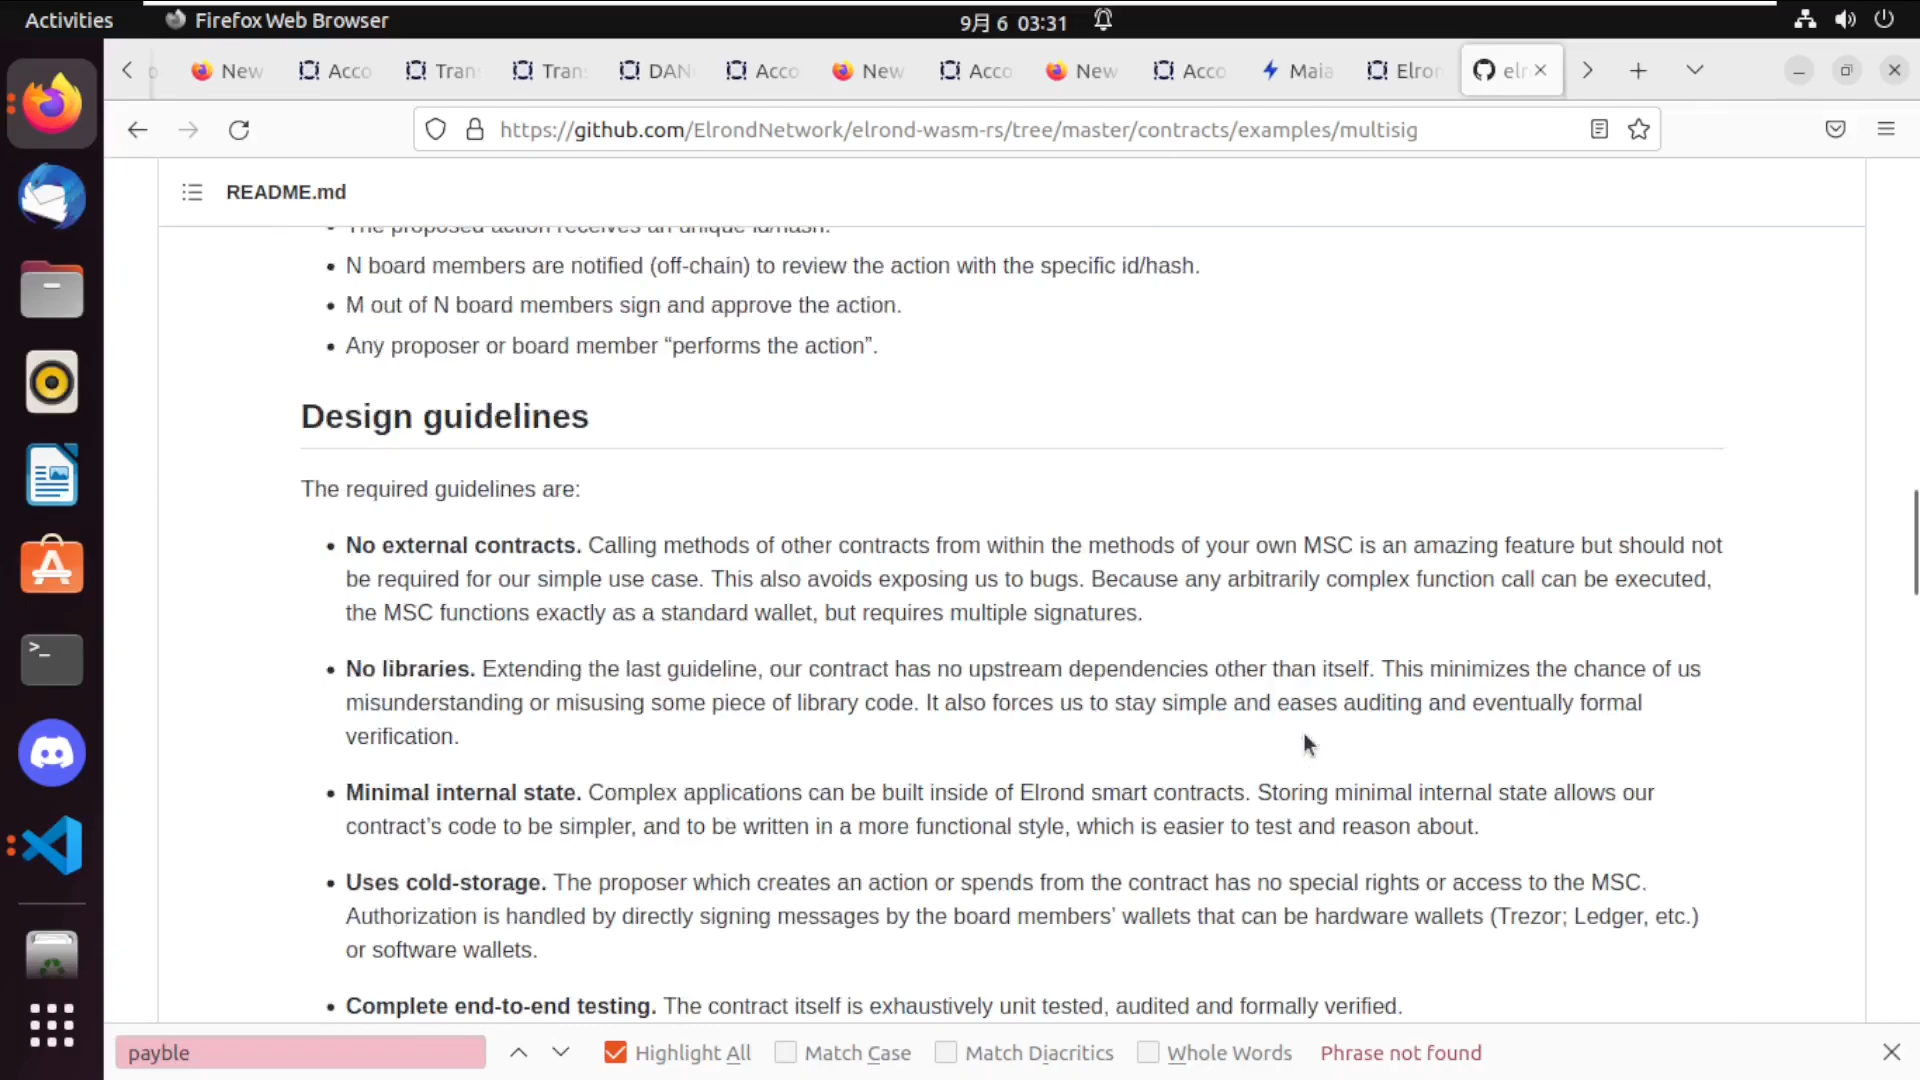 Activities
Firefox Web Browser
9月 6 03:31
New
Acco
Tran
Tran
DAN
Acco
New
Acco
New
Acco
Maia
Elron
elr
https://github.com/ElrondNetwork/elrond-wasm-rs/tree/master/contracts/examples/multisig
README.md
The proposed action receives an unique id/hash.
N board members are notified (off-chain) to review the action with the specific id/hash.
M out of N board members sign and approve the action.
Any proposer or board member “performs the action”.
Design guidelines
The required guidelines are:
No external contracts. Calling methods of other contracts from within the methods of your own MSC is an amazing feature but should not
be required for our simple use case. This also avoids exposing us to bugs. Because any arbitrarily complex function call can be executed,
the MSC functions exactly as a standard wallet, but requires multiple signatures.
No libraries. Extending the last guideline, our contract has no upstream dependencies other than itself. This minimizes the chance of us
misunderstanding or misusing some piece of library code. It also forces us to stay simple and eases auditing and eventually formal
verification.
Minimal internal state. Complex applications can be built inside of Elrond smart contracts. Storing minimal internal state allows our
contract’s code to be simpler, and to be written in a more functional style, which is easier to test and reason about.
Uses cold-storage. The proposer which creates an action or spends from the contract has no special rights or access to the MSC.
Authorization is handled by directly signing messages by the board members’ wallets that can be hardware wallets (Trezor; Ledger, etc.)
or software wallets.
Complete end-to-end testing. The contract itself is exhaustively unit tested, audited and formally verified.
payble
Highlight All
Match Case
Match Diacritics
Whole Words
Phrase not found